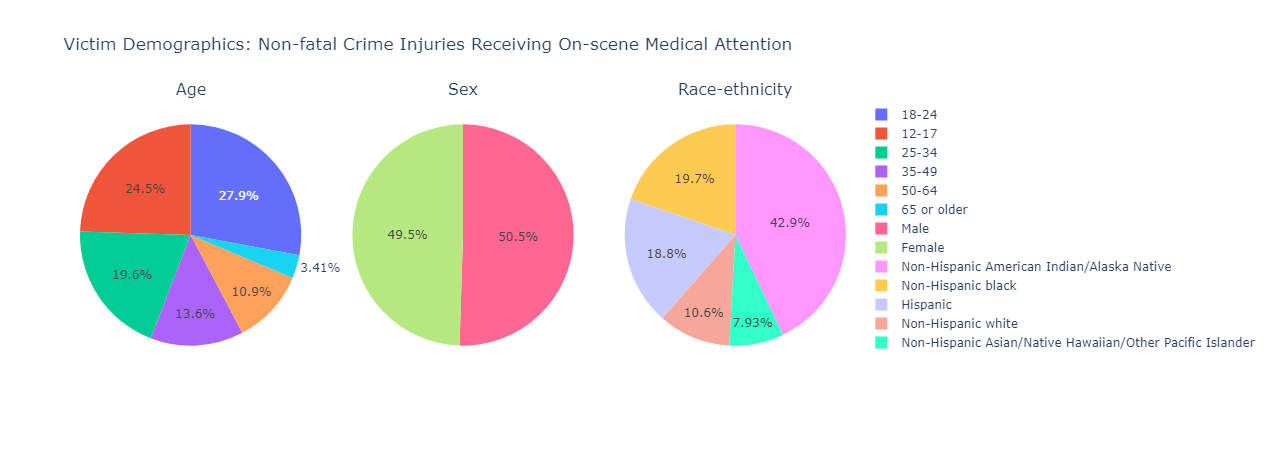 Victim Demographics: Non-fatal Crime Injuries Receiving On-scene Medical Attention
Age
Sex
Race-ethnicity
27.9%
24.5%
19.6%
13.6%
10.9%
3.41%
49.5%
50.5%
42.9%
19.7%
18.8%
10.6%
7.93%
18-24
12-17
25-34
35-49
50-64
65 or older
Male
Female
Non-Hispanic American Indian/Alaska Native
Non-Hispanic black
Hispanic
Non-Hispanic white
Non-Hispanic Asian/Native Hawaiian/Other Pacific Islander